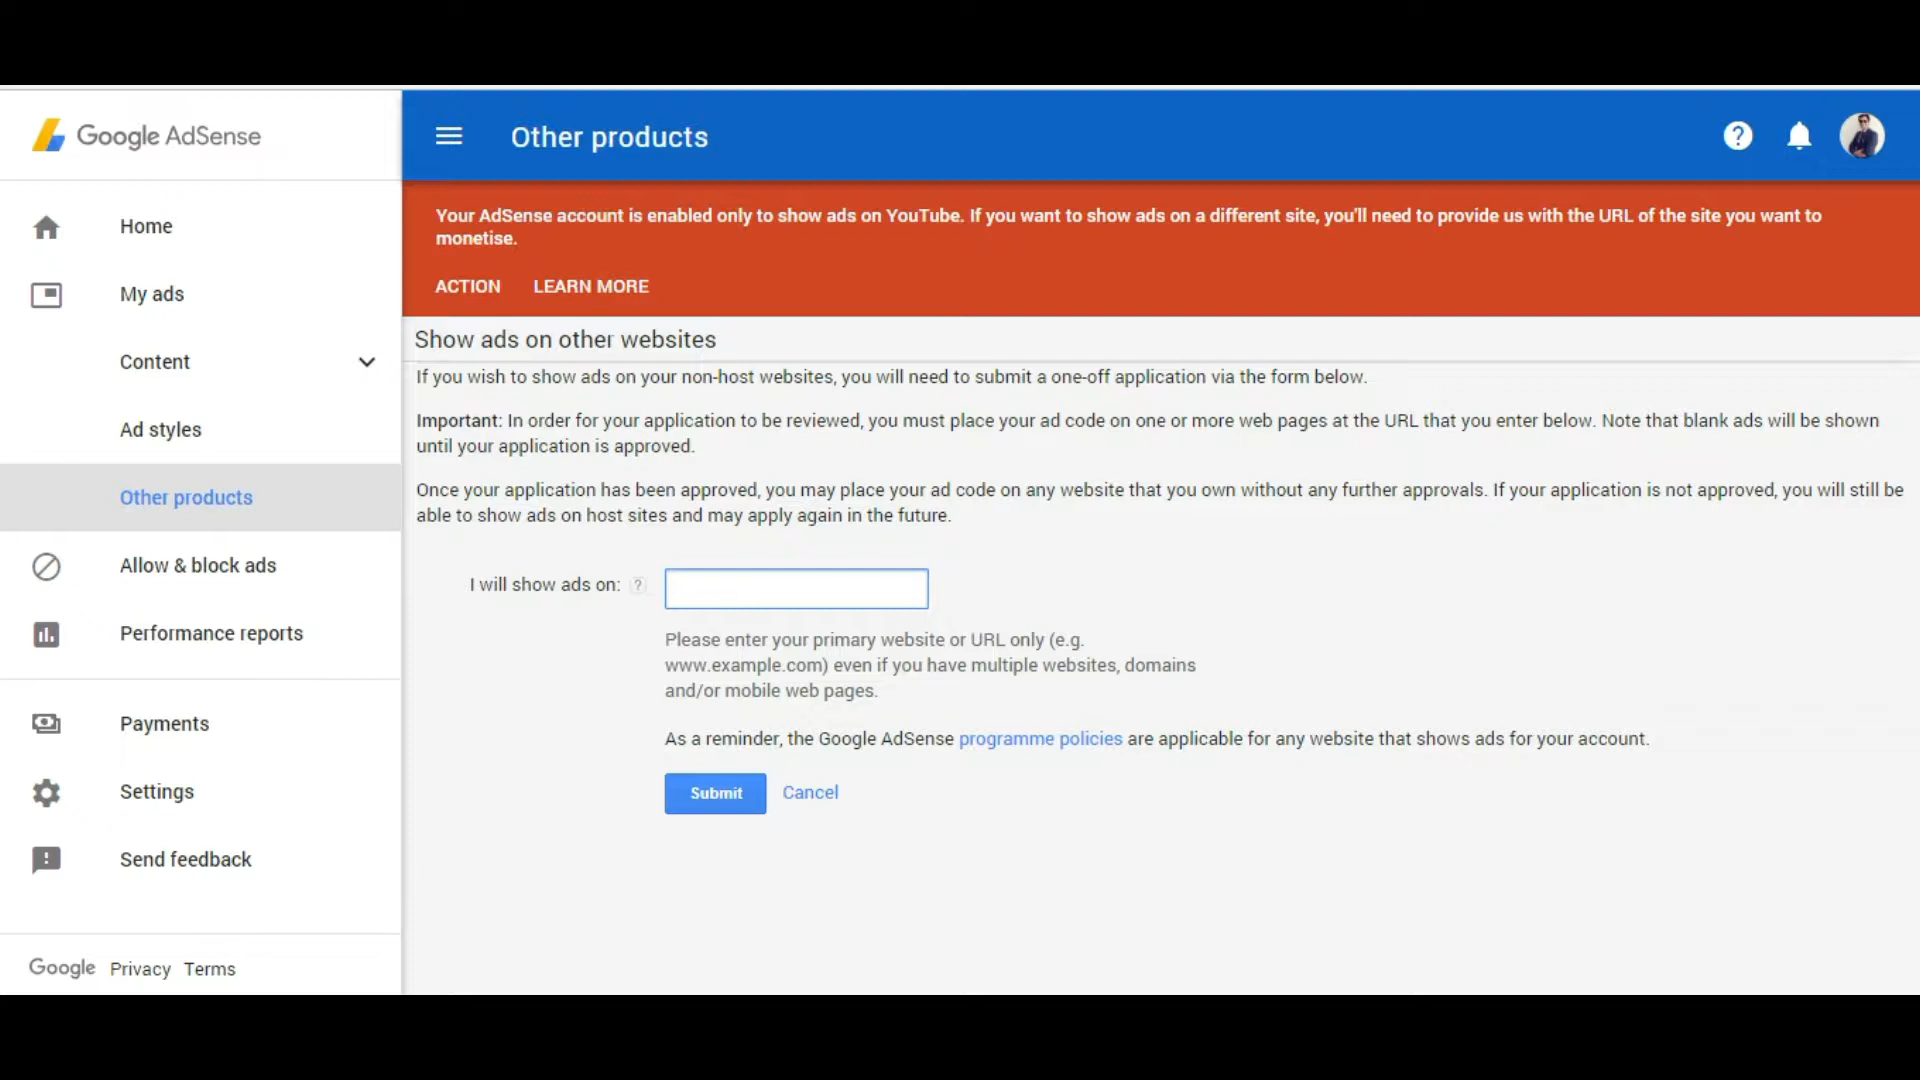 Google AdSense
Other products
Home
My ads
Content
Ad styles
Other products
Allow & block ads
Performance reports
Payments
Settings
Send feedback
Google Privacy Terms
Your AdSense account is enabled only to show ads on YouTube. If you want to show ads on a different site, you'll need to provide us with the URL of the site you want to
monetise.
ACTION LEARN MORE
Show ads on other websites
If you wish to show ads on your non-host websites, you will need to submit a one-off application via the form below.
Important: In order for your application to be reviewed, you must place your ad code on one or more web pages at the URL that you enter below. Note that blank ads will be shown
until your application is approved.
Once your application has been approved, you may place your ad code on any website that you own without any further approvals. If your application is not approved, you will still be
able to show ads on host sites and may apply again in the future.
I will show ads on: ?
Please enter your primary website or URL only (e.g.
www.example.com) even if you have multiple websites, domains
and/or mobile web pages.
As a reminder, the Google AdSense programme policies are applicable for any website that shows ads for your account.
Submit Cancel